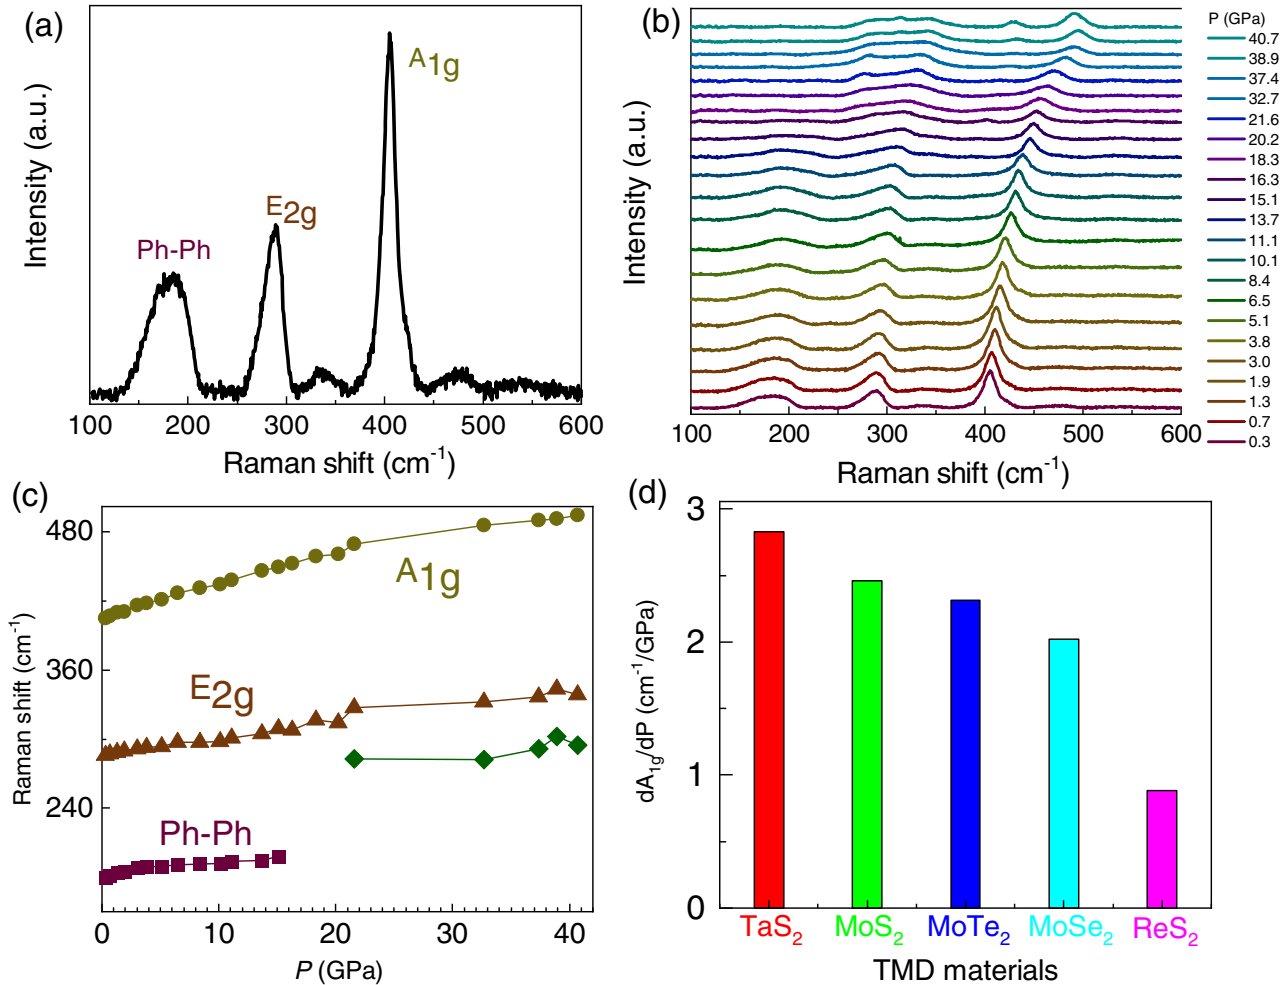 (a)
Intensity (a.u.)
Ph-Ph
E2g
A1g
100 200 300 400 500 600
Raman shift (cm⁻¹)
(b)
Intensity (a.u.)
100 200 300 400 500 600
Raman shift (cm⁻¹)
P (GPa)
40.7
38.9
37.4
32.7
21.6
20.2
18.3
16.3
15.1
13.7
11.1
10.1
8.4
6.5
5.1
3.8
3.0
1.9
1.3
0.7
0.3
(c)
Raman shift (cm⁻¹)
480
360
240
A1g
E2g
Ph-Ph
0 10 20 30 40
P (GPa)
(d)
dA₁g/dP (cm⁻¹/GPa)
3
2
1
0
TaS₂ MoS₂ MoTe₂ MoSe₂ ReS₂
TMD materials